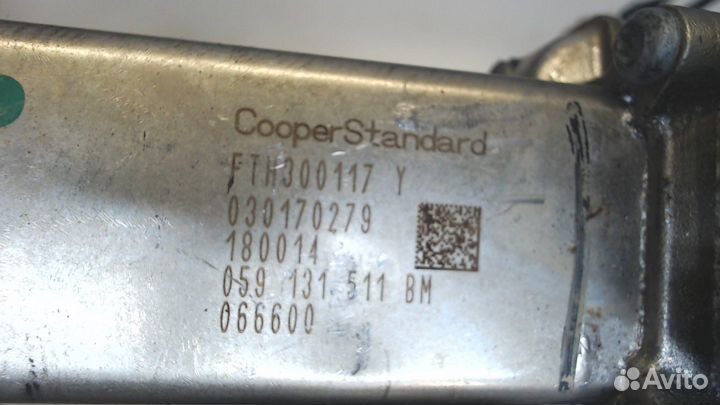 CooperStandard
FTH300117 Y
030170279
180014
059 131 511 BM
066600
Avito